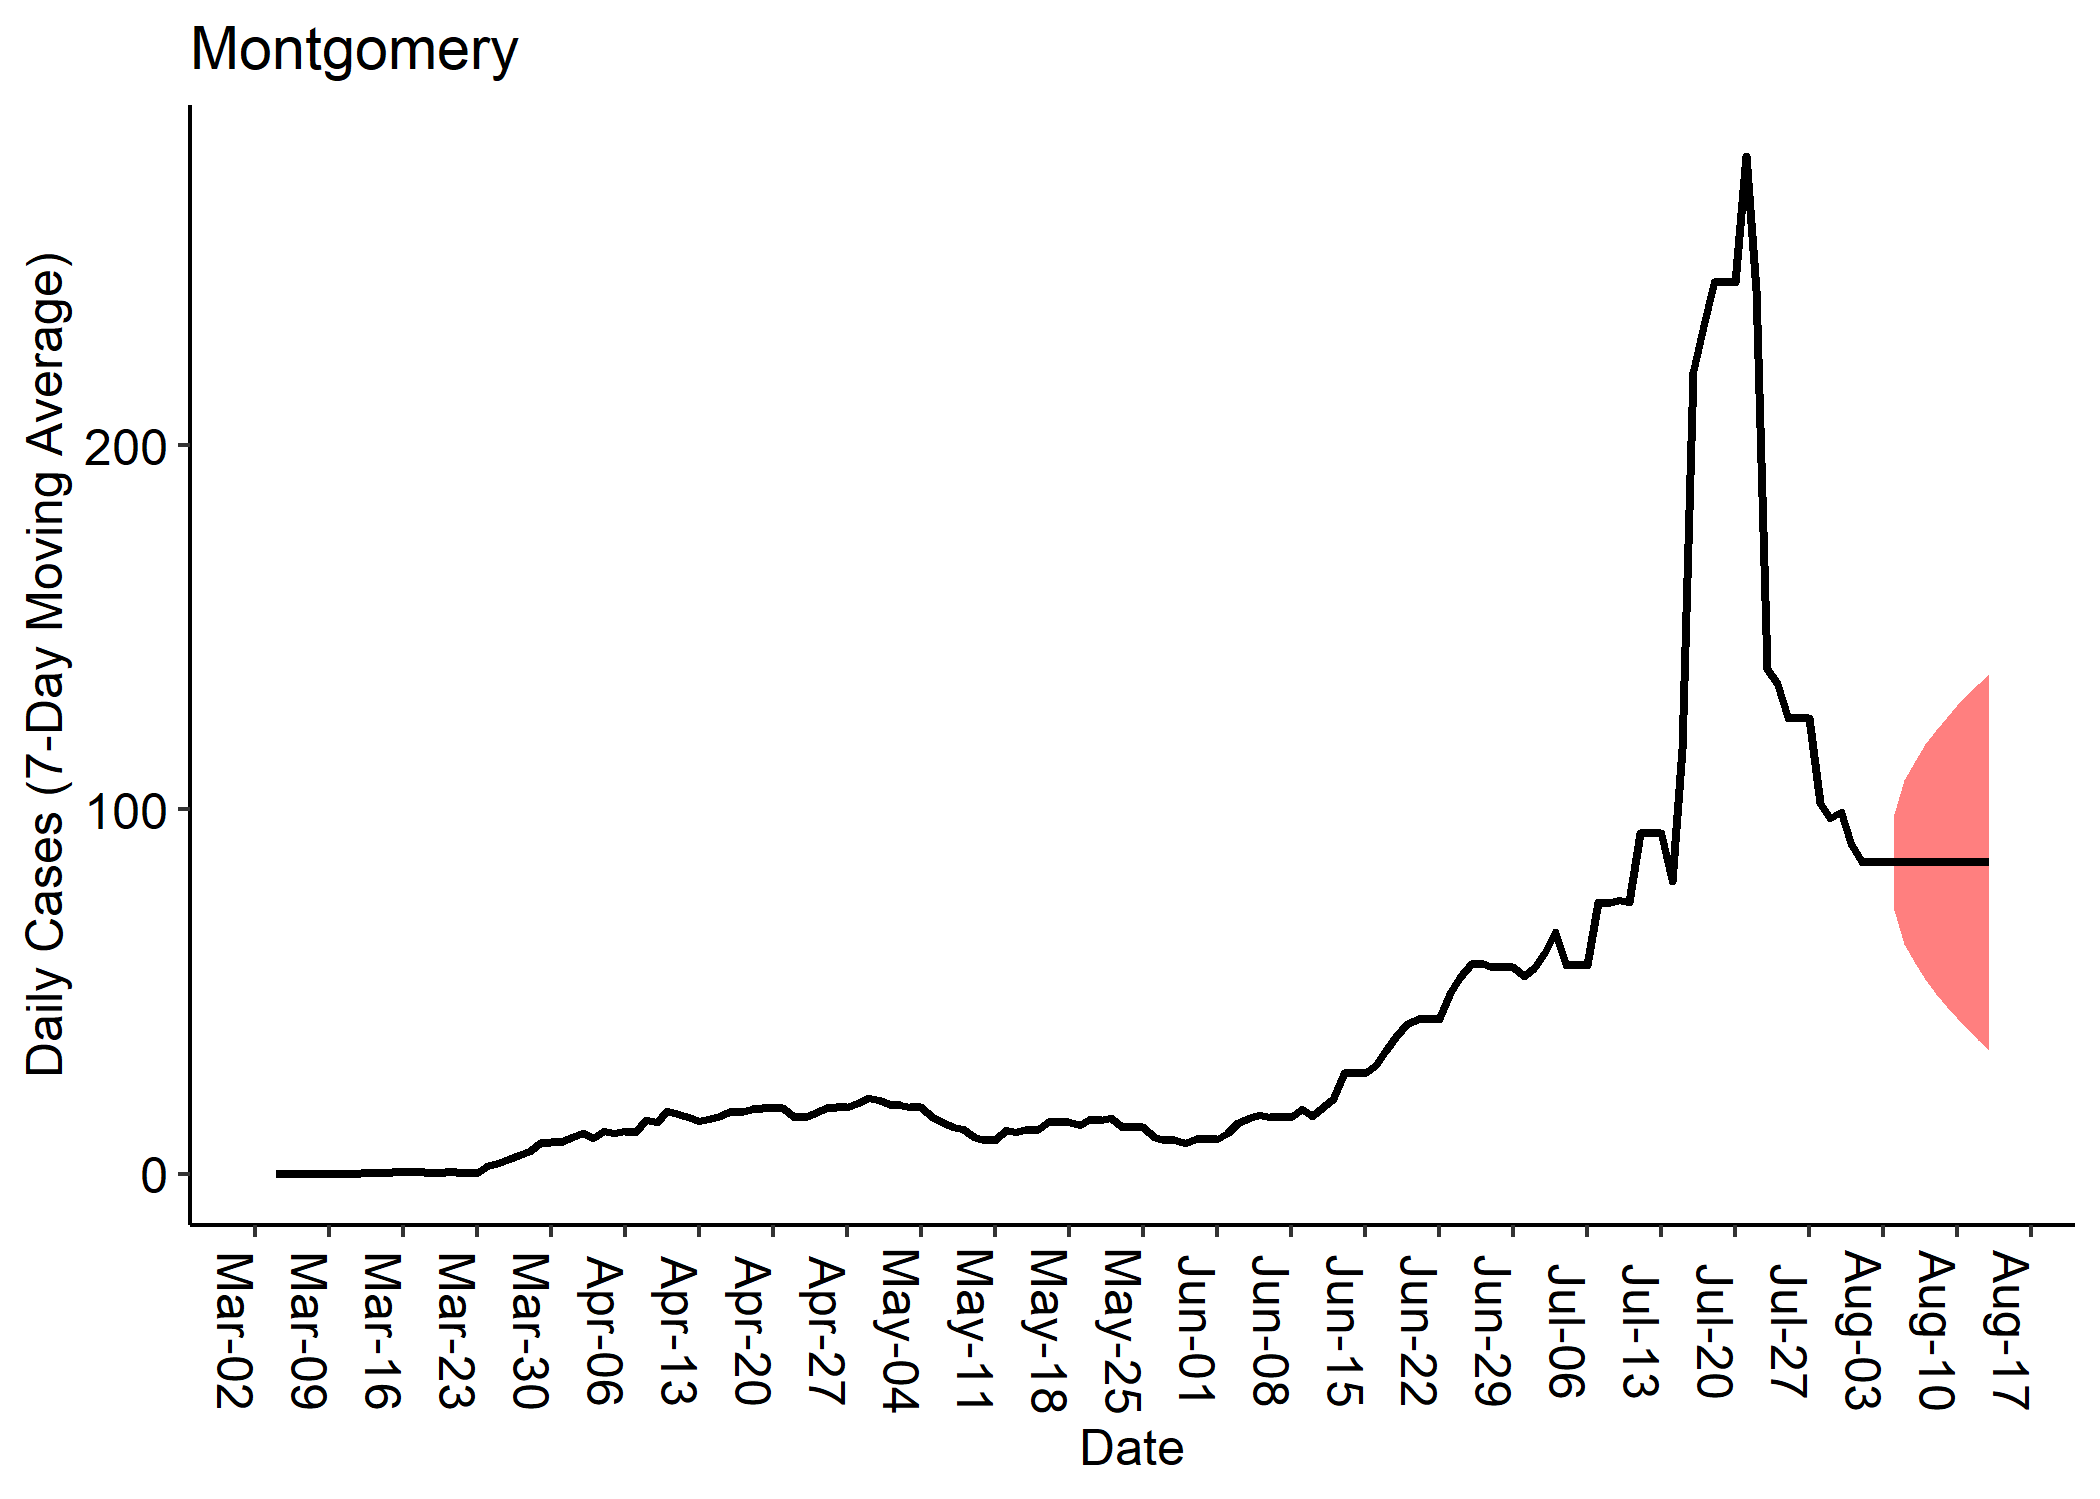 Montgomery
Daily Cases (7-Day Moving Average)
200
100
0
Mar-02
Mar-09
Mar-16
Mar-23
Mar-30
Apr-06
Apr-13
Apr-20
Apr-27
May-04
May-11
May-18
May-25
Jun-01
Jun-08
Jun-15
Jun-22
Jun-29
Jul-06
Jul-13
Jul-20
Jul-27
Aug-03
Aug-10
Aug-17
Date